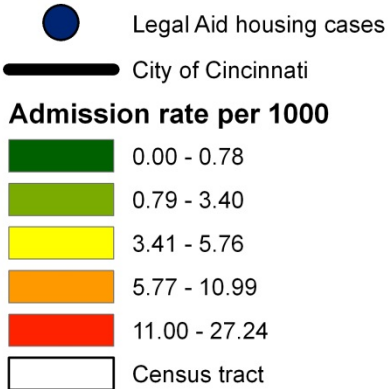 Legal Aid housing cases
City of Cincinnati
Admission rate per 1000
0.00 - 0.78
0.79 - 3.40
3.41 - 5.76
5.77 - 10.99
11.00 - 27.24
Census tract